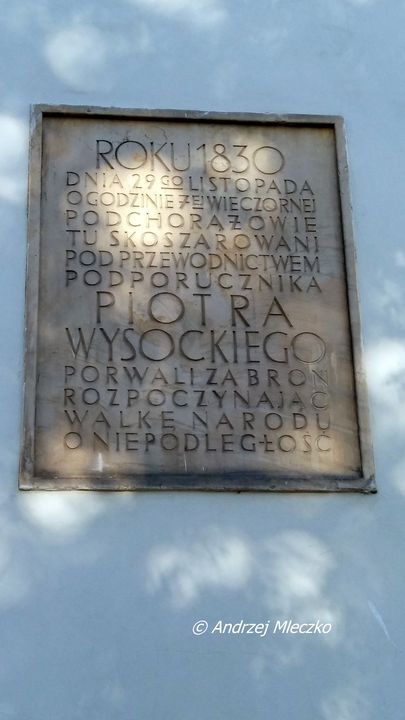 ROKU 1830
DNIA 29GO LISTOPADA
O GODZINIE 7EJ WIECZORNEJ
PODCHORĄŻOWIE
TU SKOSZAROWANI
POD PRZEWODNICTWEM
PODPORUCZNIKA
PIOTRA
WYSOCKIEGO
PORWALI ZA BROŃ
ROZPOCZYNAJĄC
WALKĘ NARODU
O NIEPODLEGŁOŚĆ
© Andrzej Mleczko